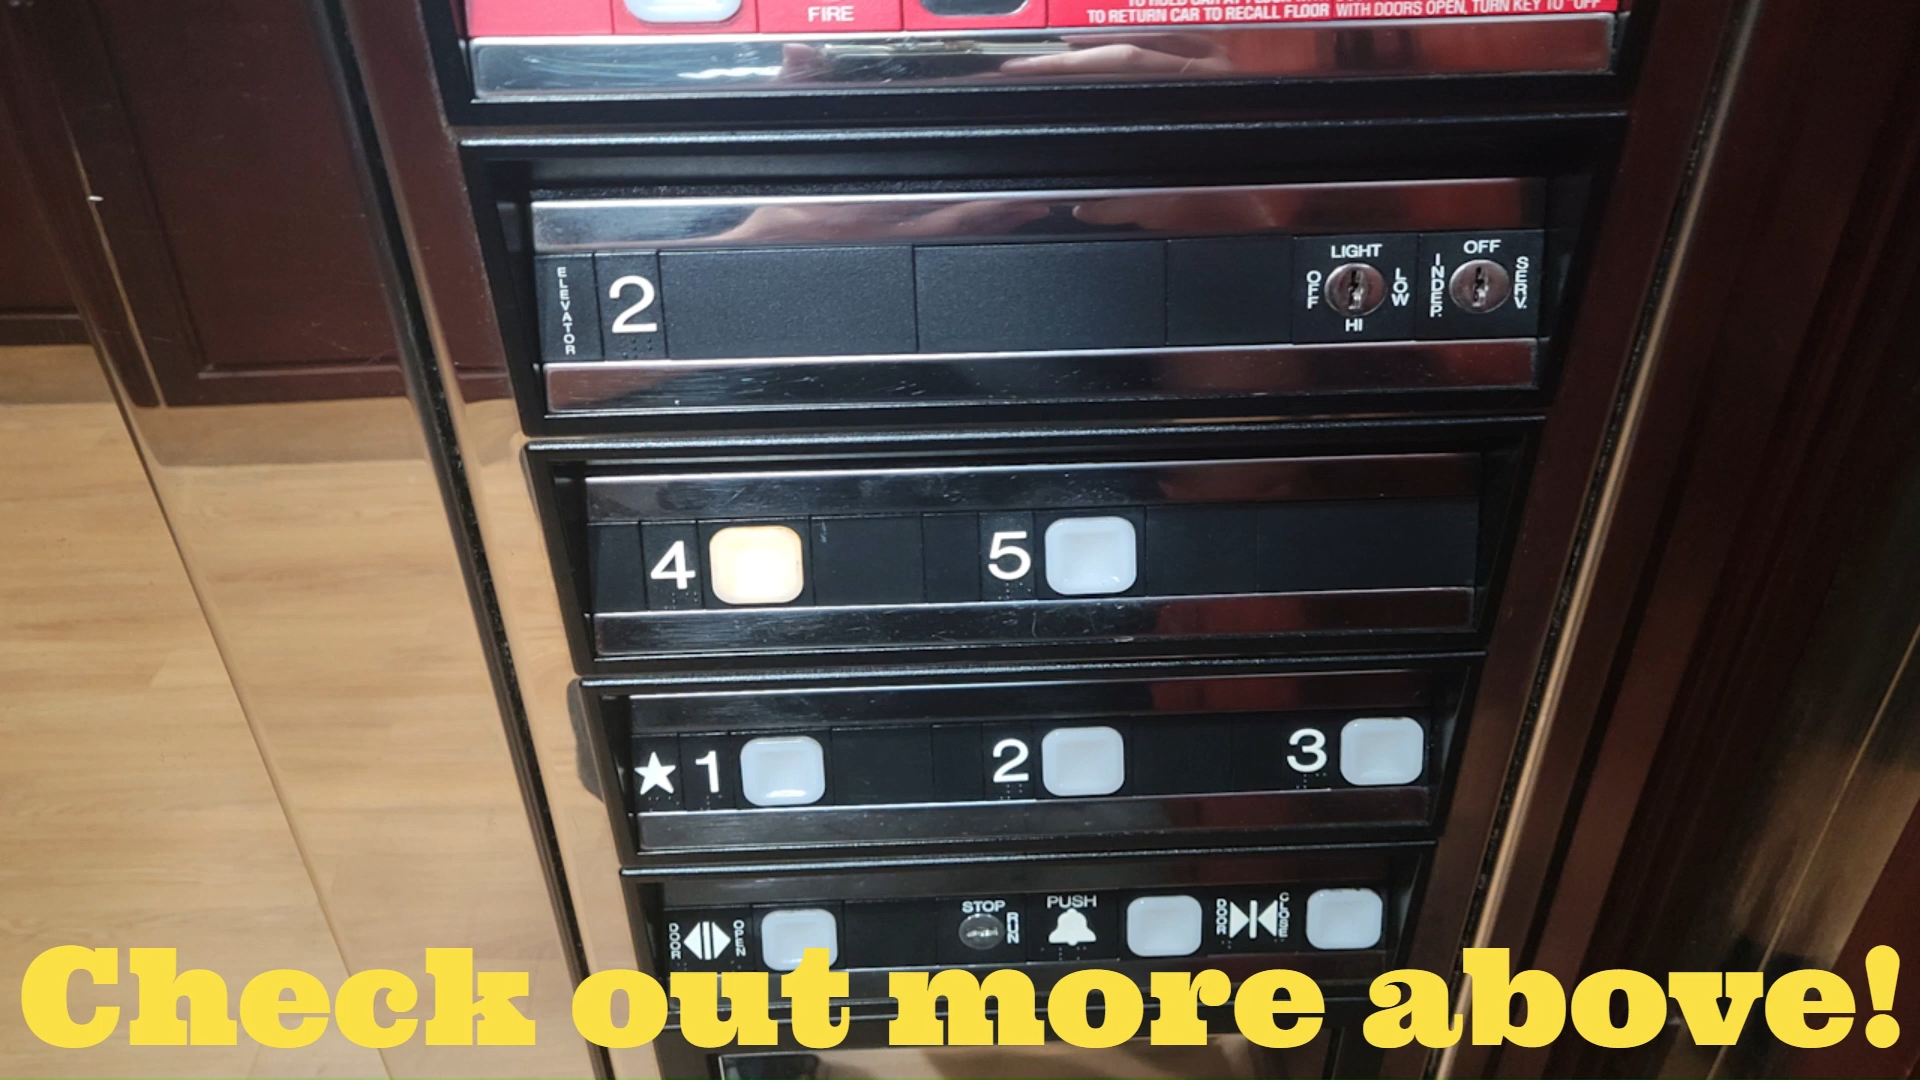 FIRE
TO RETURN CAR TO RECALL FLOOR WITH DOORS OPEN, TURN KEY TO "OFF
ELEVATOR
2
LIGHT
OFF
LOW
HI
OFF
INDEP.
SERV.
4
5
★ 1
2
3
DOOR OPEN
STOP
RUN
PUSH
DOOR CLOSE
Check out more above!